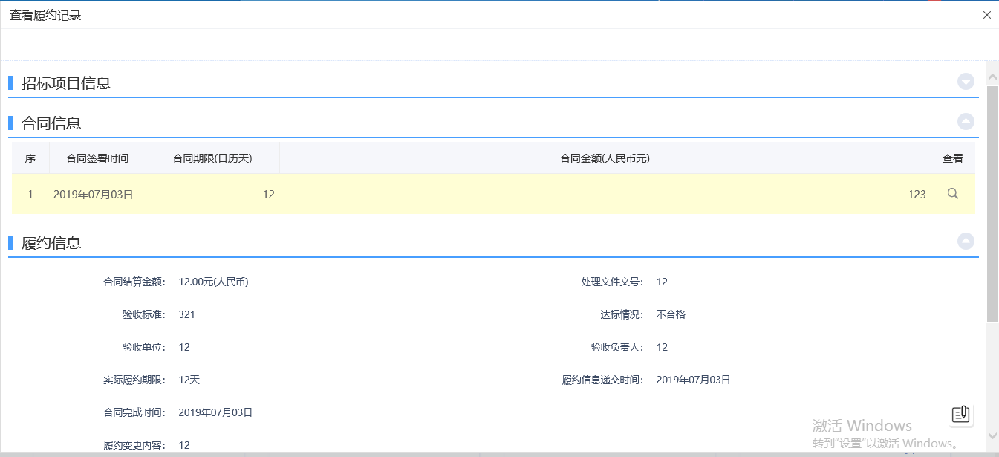 查看履约记录
招标项目信息
合同信息
序 合同签署时间 合同期限(日历天) 合同金额(人民币元) 查看
1 2019年07月03日 12 123
履约信息
合同结算金额： 12.00元(人民币) 处理文件文号： 12
验收标准： 321 达标情况： 不合格
验收单位： 12 验收负责人： 12
实际履约期限： 12天 履约信息递交时间： 2019年07月03日
合同完成时间： 2019年07月03日
履约变更内容： 12
激活 Windows
转到“设置”以激活 Windows。